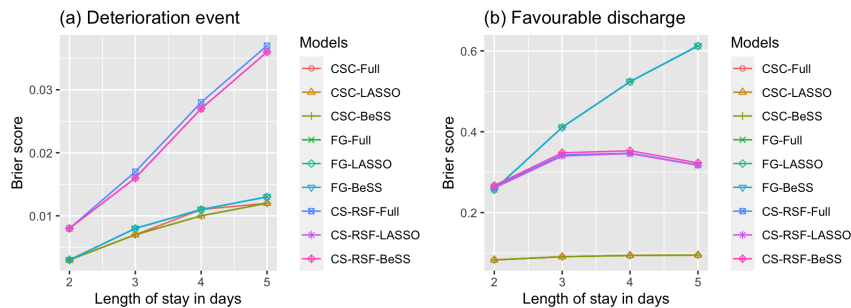 (a) Deterioration event
Brier score
0.03
0.02
0.01
2 3 4 5
Length of stay in days
Models
CSC-Full
CSC-LASSO
CSC-BeSS
FG-Full
FG-LASSO
FG-BeSS
CS-RSF-Full
CS-RSF-LASSO
CS-RSF-BeSS
(b) Favourable discharge
Brier score
0.6
0.4
0.2
2 3 4 5
Length of stay in days
Models
CSC-Full
CSC-LASSO
CSC-BeSS
FG-Full
FG-LASSO
FG-BeSS
CS-RSF-Full
CS-RSF-LASSO
CS-RSF-BeSS